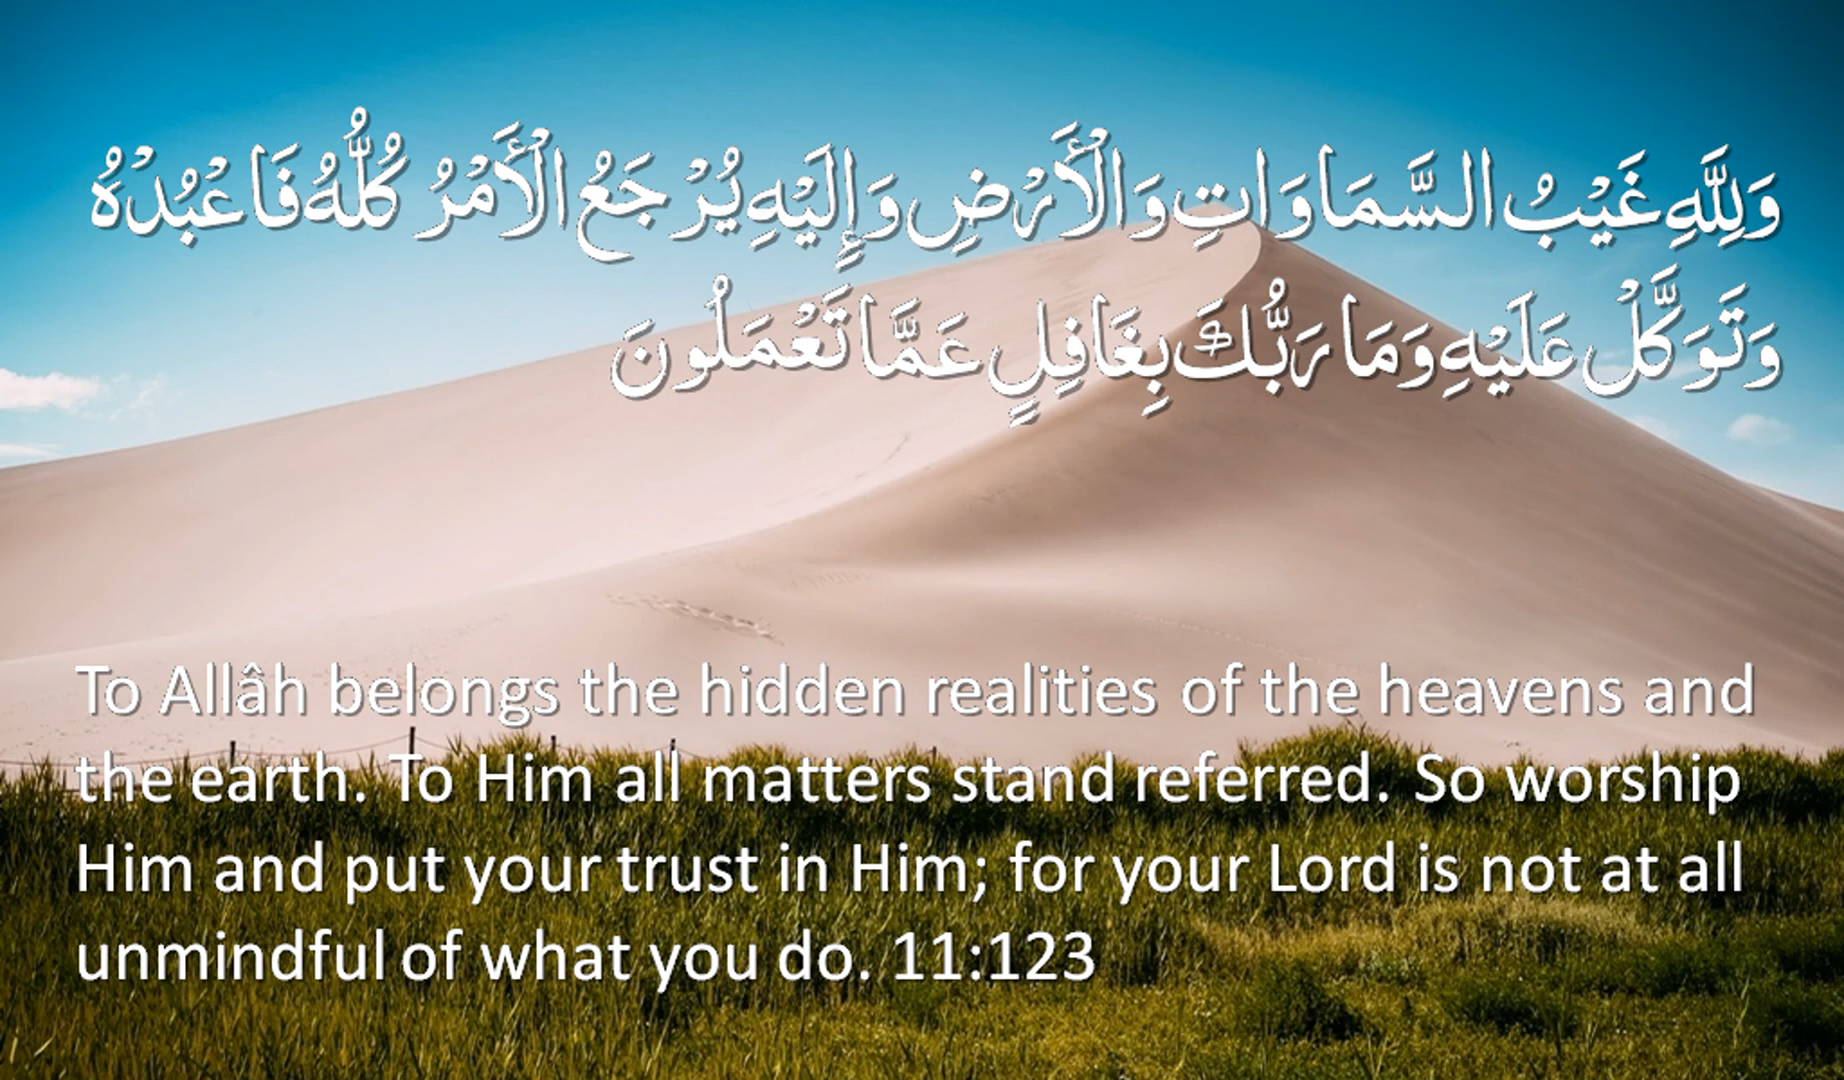 وَلِلَّهِ غَيْبُ السَّمَاوَاتِ وَالْأَرْضِ وَإِلَيْهِ يُرْجَعُ الْأَمْرُ كُلُّهُ فَاعْبُدْهُ
وَتَوَكَّلْ عَلَيْهِ وَمَا رَبُّكَ بِغَافِلٍ عَمَّا تَعْمَلُونَ
To Allâh belongs the hidden realities of the heavens and
the earth. To Him all matters stand referred. So worship
Him and put your trust in Him; for your Lord is not at all
unmindful of what you do. 11:123